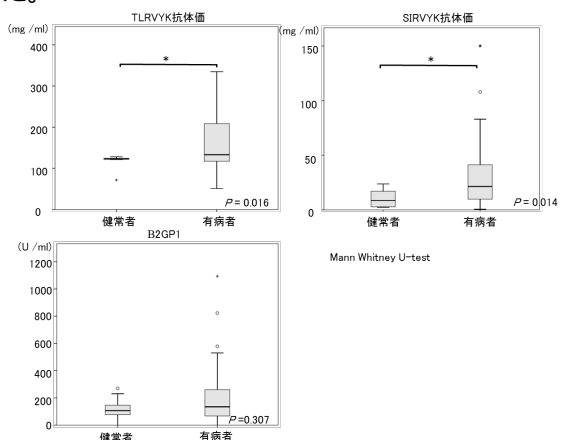 た。
TLRVYK抗体価
(mg /ml)
400
300
200
100
0
*
P = 0.016
健常者 有病者
SIRVYK抗体価
(mg /ml)
150
100
50
0
*
P = 0.014
健常者 有病者
B2GP1
(U /ml)
1200
1000
800
600
400
200
0
P =0.307
健常者 有病者
Mann Whitney U-test